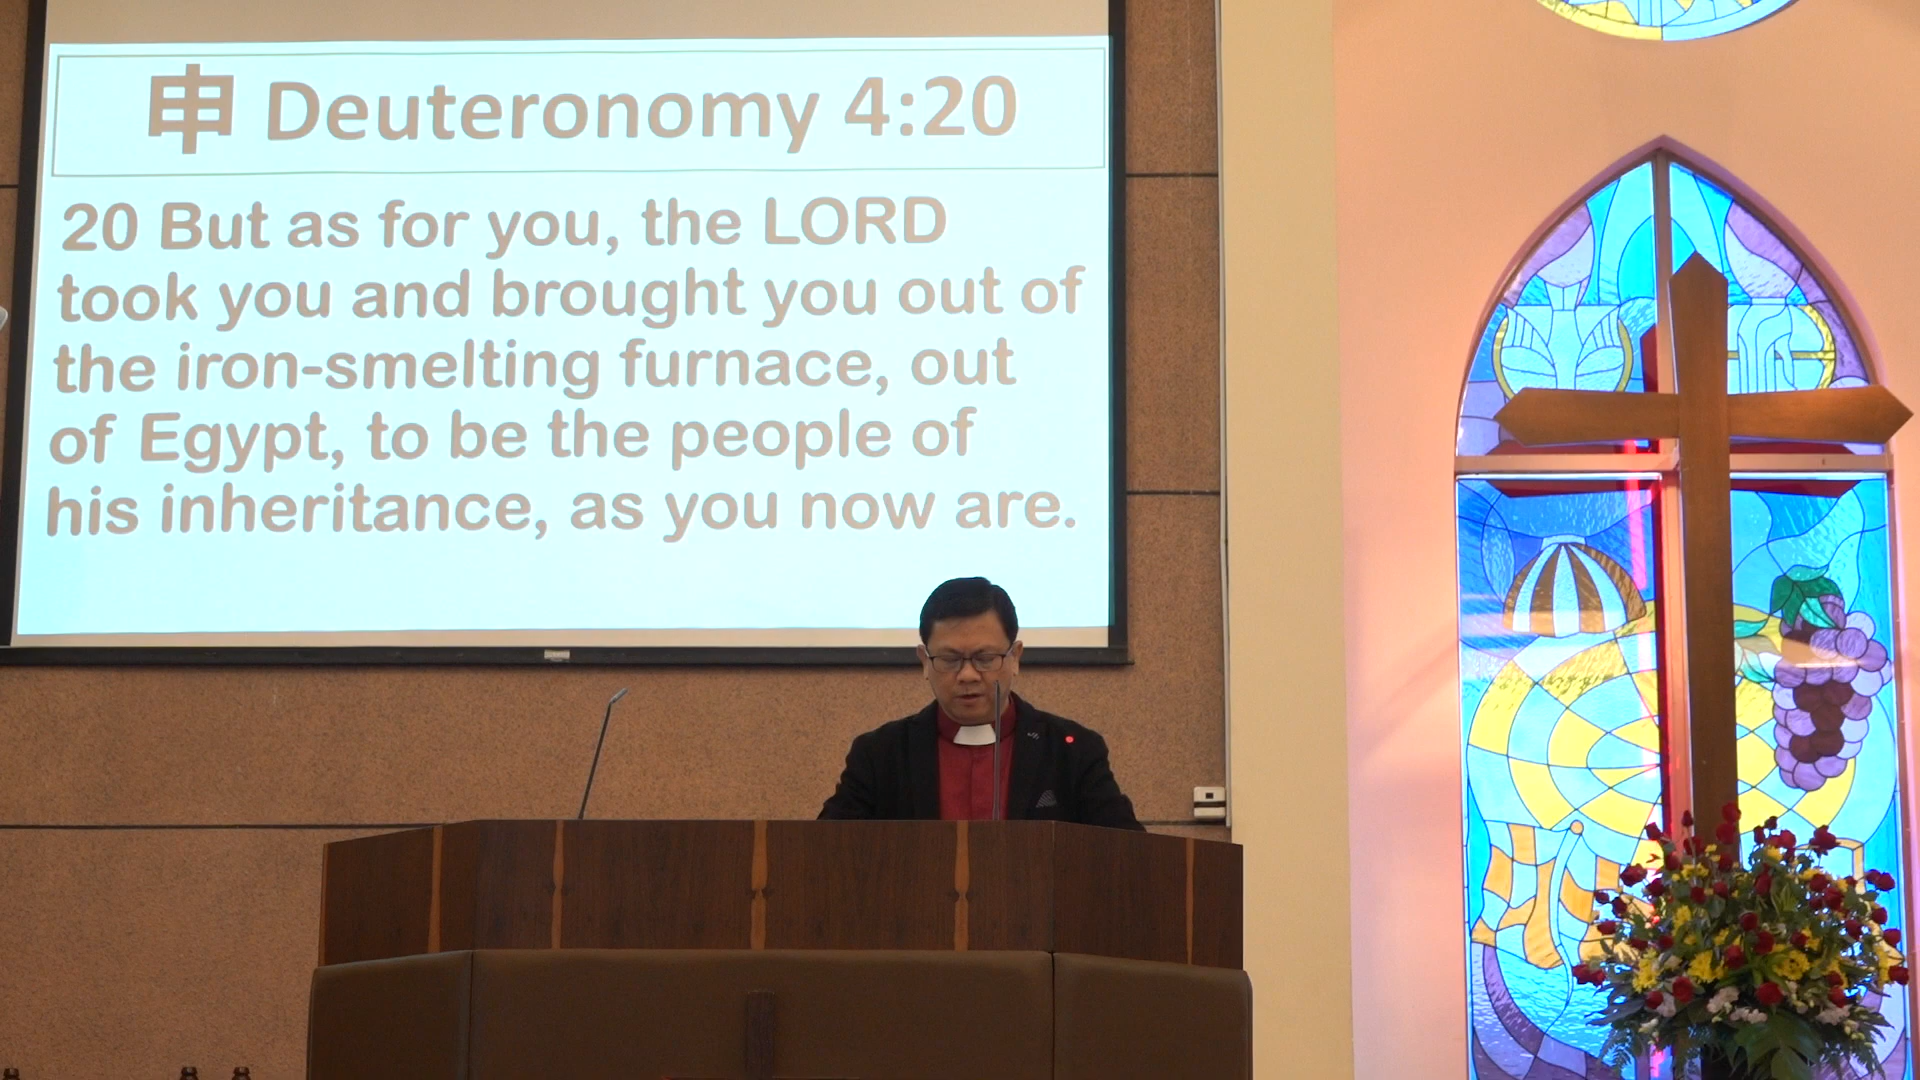 申 Deuteronomy 4:20
20 But as for you, the LORD
took you and brought you out of
the iron-smelting furnace, out
of Egypt, to be the people of
his inheritance, as you now are.